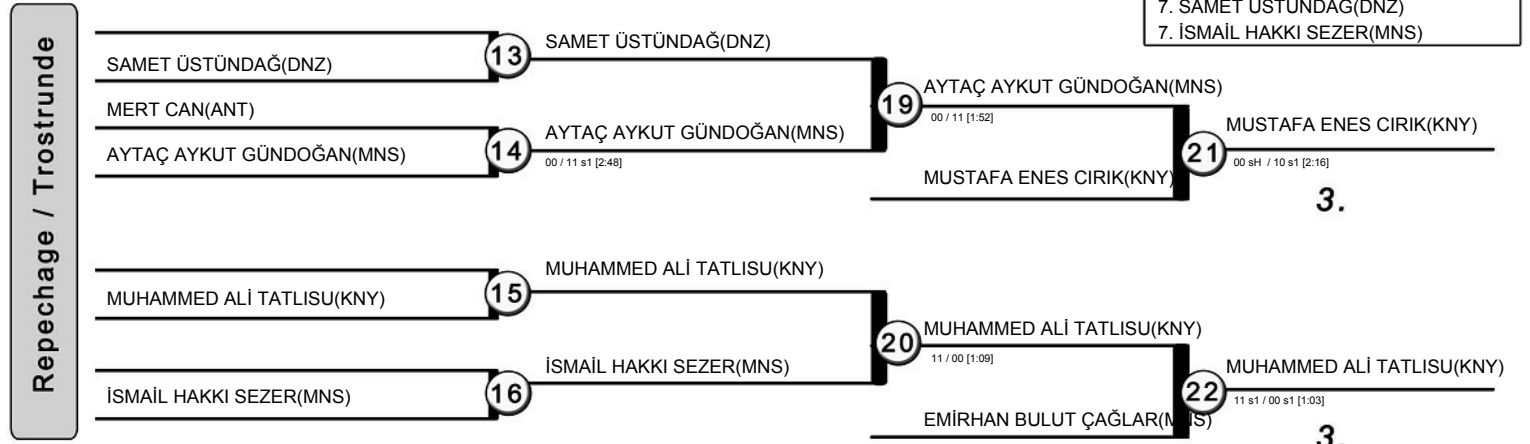 7. SAMET ÜSTÜNDAĞ(DNZ)
7. İSMAİL HAKKI SEZER(MNS)
Repechage / Trostrunde
SAMET ÜSTÜNDAĞ(DNZ)
13
SAMET ÜSTÜNDAĞ(DNZ)
MERT CAN(ANT)
AYTAÇ AYKUT GÜNDOĞAN(MNS)
14
AYTAÇ AYKUT GÜNDOĞAN(MNS)
00 / 11 s1 [2:48]
19
AYTAÇ AYKUT GÜNDOĞAN(MNS)
00 / 11 [1:52]
MUSTAFA ENES CIRIK(KNY)
21
MUSTAFA ENES CIRIK(KNY)
00 sH / 10 s1 [2:16]
3.
MUHAMMED ALİ TATLISU(KNY)
15
MUHAMMED ALİ TATLISU(KNY)
İSMAİL HAKKI SEZER(MNS)
16
İSMAİL HAKKI SEZER(MNS)
20
MUHAMMED ALİ TATLISU(KNY)
11 / 00 [1:09]
EMİRHAN BULUT ÇAĞLAR(MNS)
22
MUHAMMED ALİ TATLISU(KNY)
11 s1 / 00 s1 [1:03]
3.